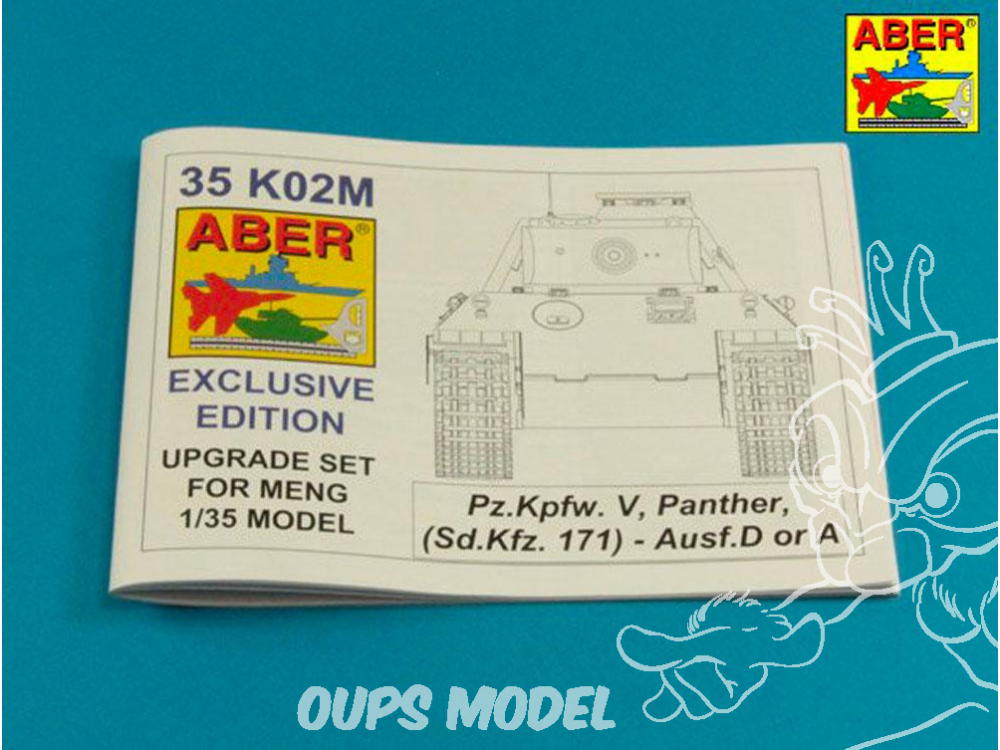 ABER®
35 K02M
ABER®
EXCLUSIVE
EDITION
UPGRADE SET
FOR MENG
1/35 MODEL
Pz.Kpfw. V, Panther,
(Sd.Kfz. 171) - Ausf.D or A
OUPS MODEL